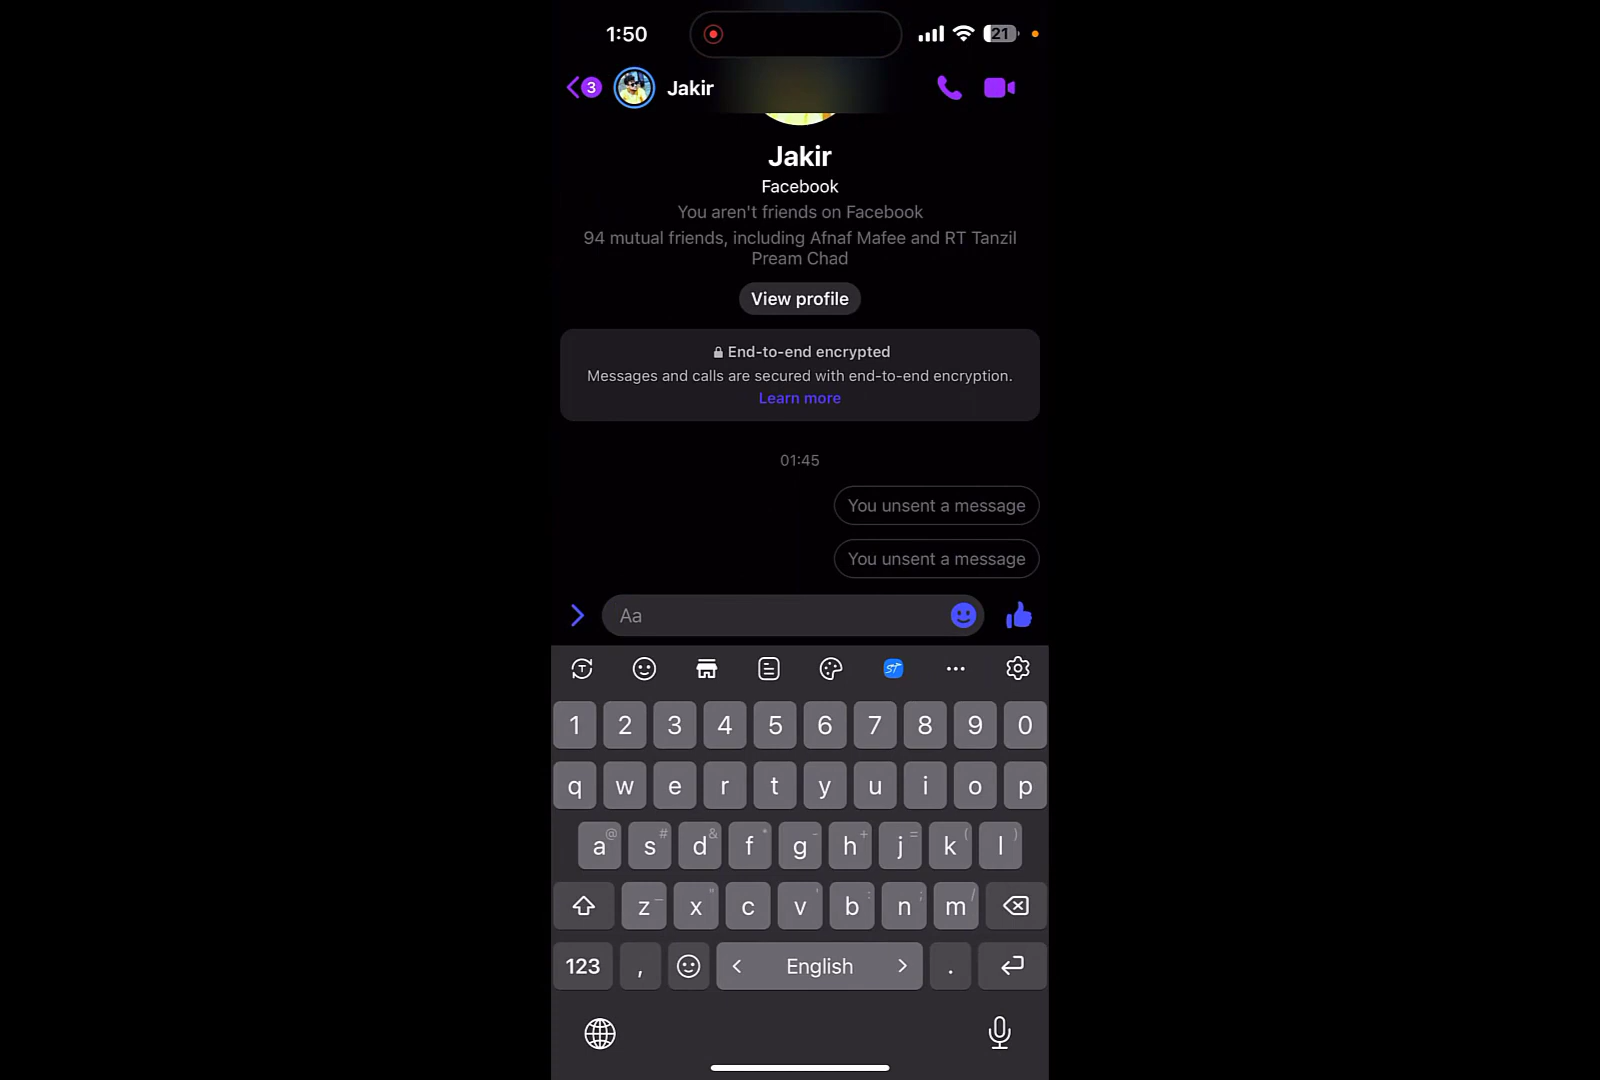 1:50
21
3
Jakir
Jakir
Facebook
You aren't friends on Facebook
94 mutual friends, including Afnaf Mafee and RT Tanzil
Pream Chad
View profile
End-to-end encrypted
Messages and calls are secured with end-to-end encryption.
Learn more
01:45
You unsent a message
You unsent a message
Aa
T ST ...
1 2 3 4 5 6 7 8 9 0
q w e r t y u i o p
@ # & * - + = ( )
a s d f g h j k l
_ " ' : ; /
z x c v b n m
123 , < English > .